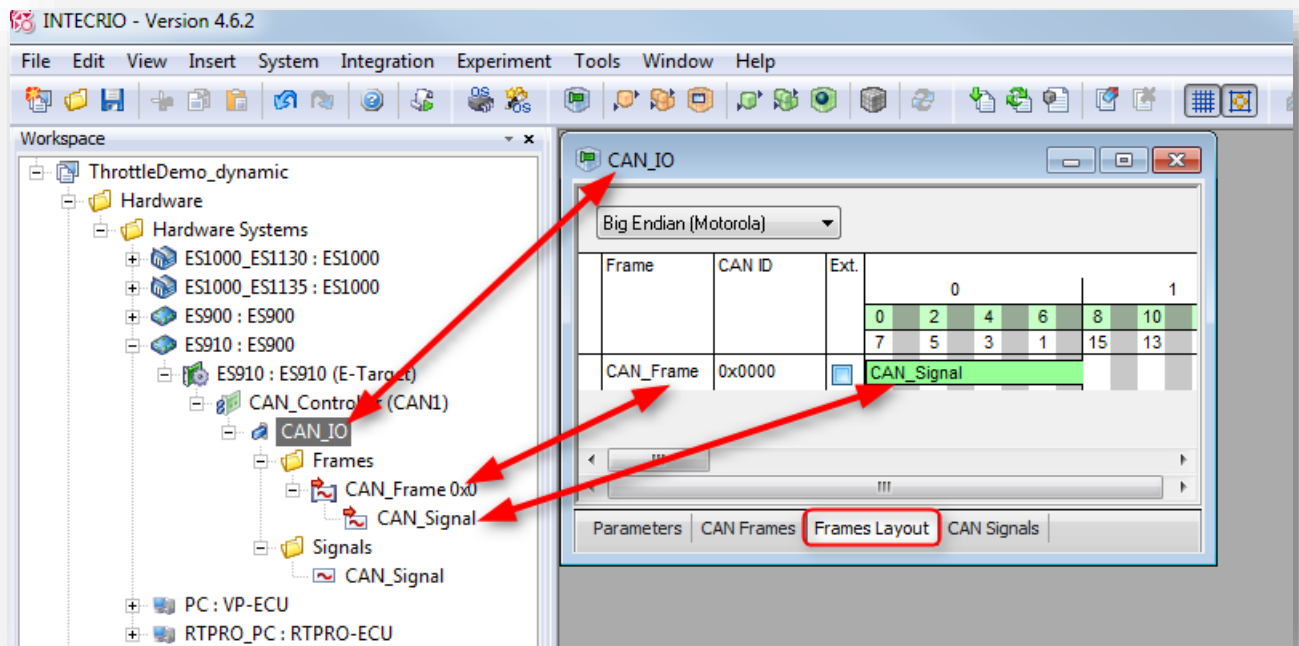 INTECRIO - Version 4.6.2
File Edit View Insert System Integration Experiment Tools Window Help
Workspace
ThrottleDemo_dynamic
Hardware
Hardware Systems
ES1000_ES1130 : ES1000
ES1000_ES1135 : ES1000
ES900 : ES900
ES910 : ES900
ES910 : ES910 (E-Target)
CAN_Controller (CAN1)
CAN_IO
Frames
CAN_Frame 0x0
CAN_Signal
Signals
CAN_Signal
PC : VP-ECU
RTPRO_PC : RTPRO-ECU
CAN_IO
Big Endian (Motorola)
Frame CAN ID Ext.
0 1
0 2 4 6 8 10
7 5 3 1 15 13
CAN_Frame 0x0000 CAN_Signal
Parameters CAN Frames Frames Layout CAN Signals